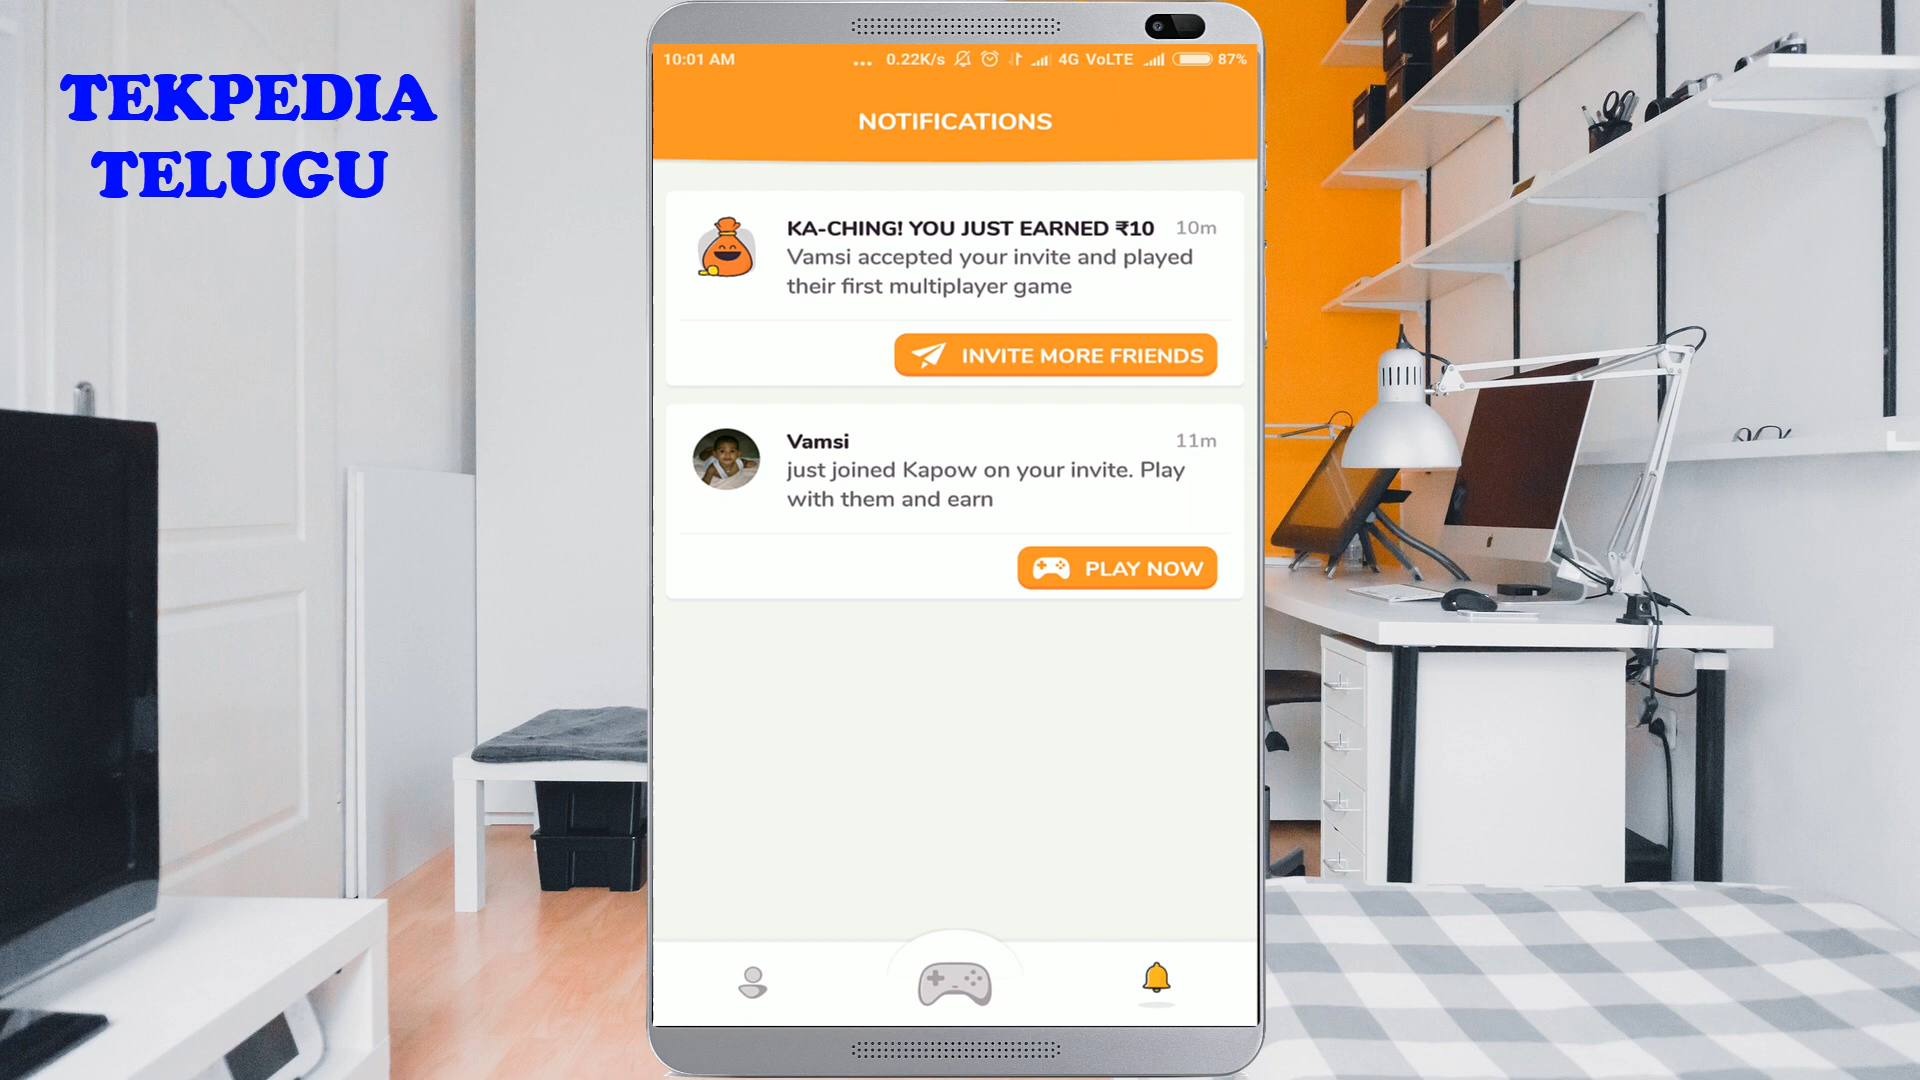 TEKPEDIA
TELUGU
10:01 AM ... 0.22K/s 4G VoLTE 87%
NOTIFICATIONS
KA-CHING! YOU JUST EARNED ₹10 10m
Vamsi accepted your invite and played
their first multiplayer game
INVITE MORE FRIENDS
Vamsi 11m
just joined Kapow on your invite. Play
with them and earn
PLAY NOW